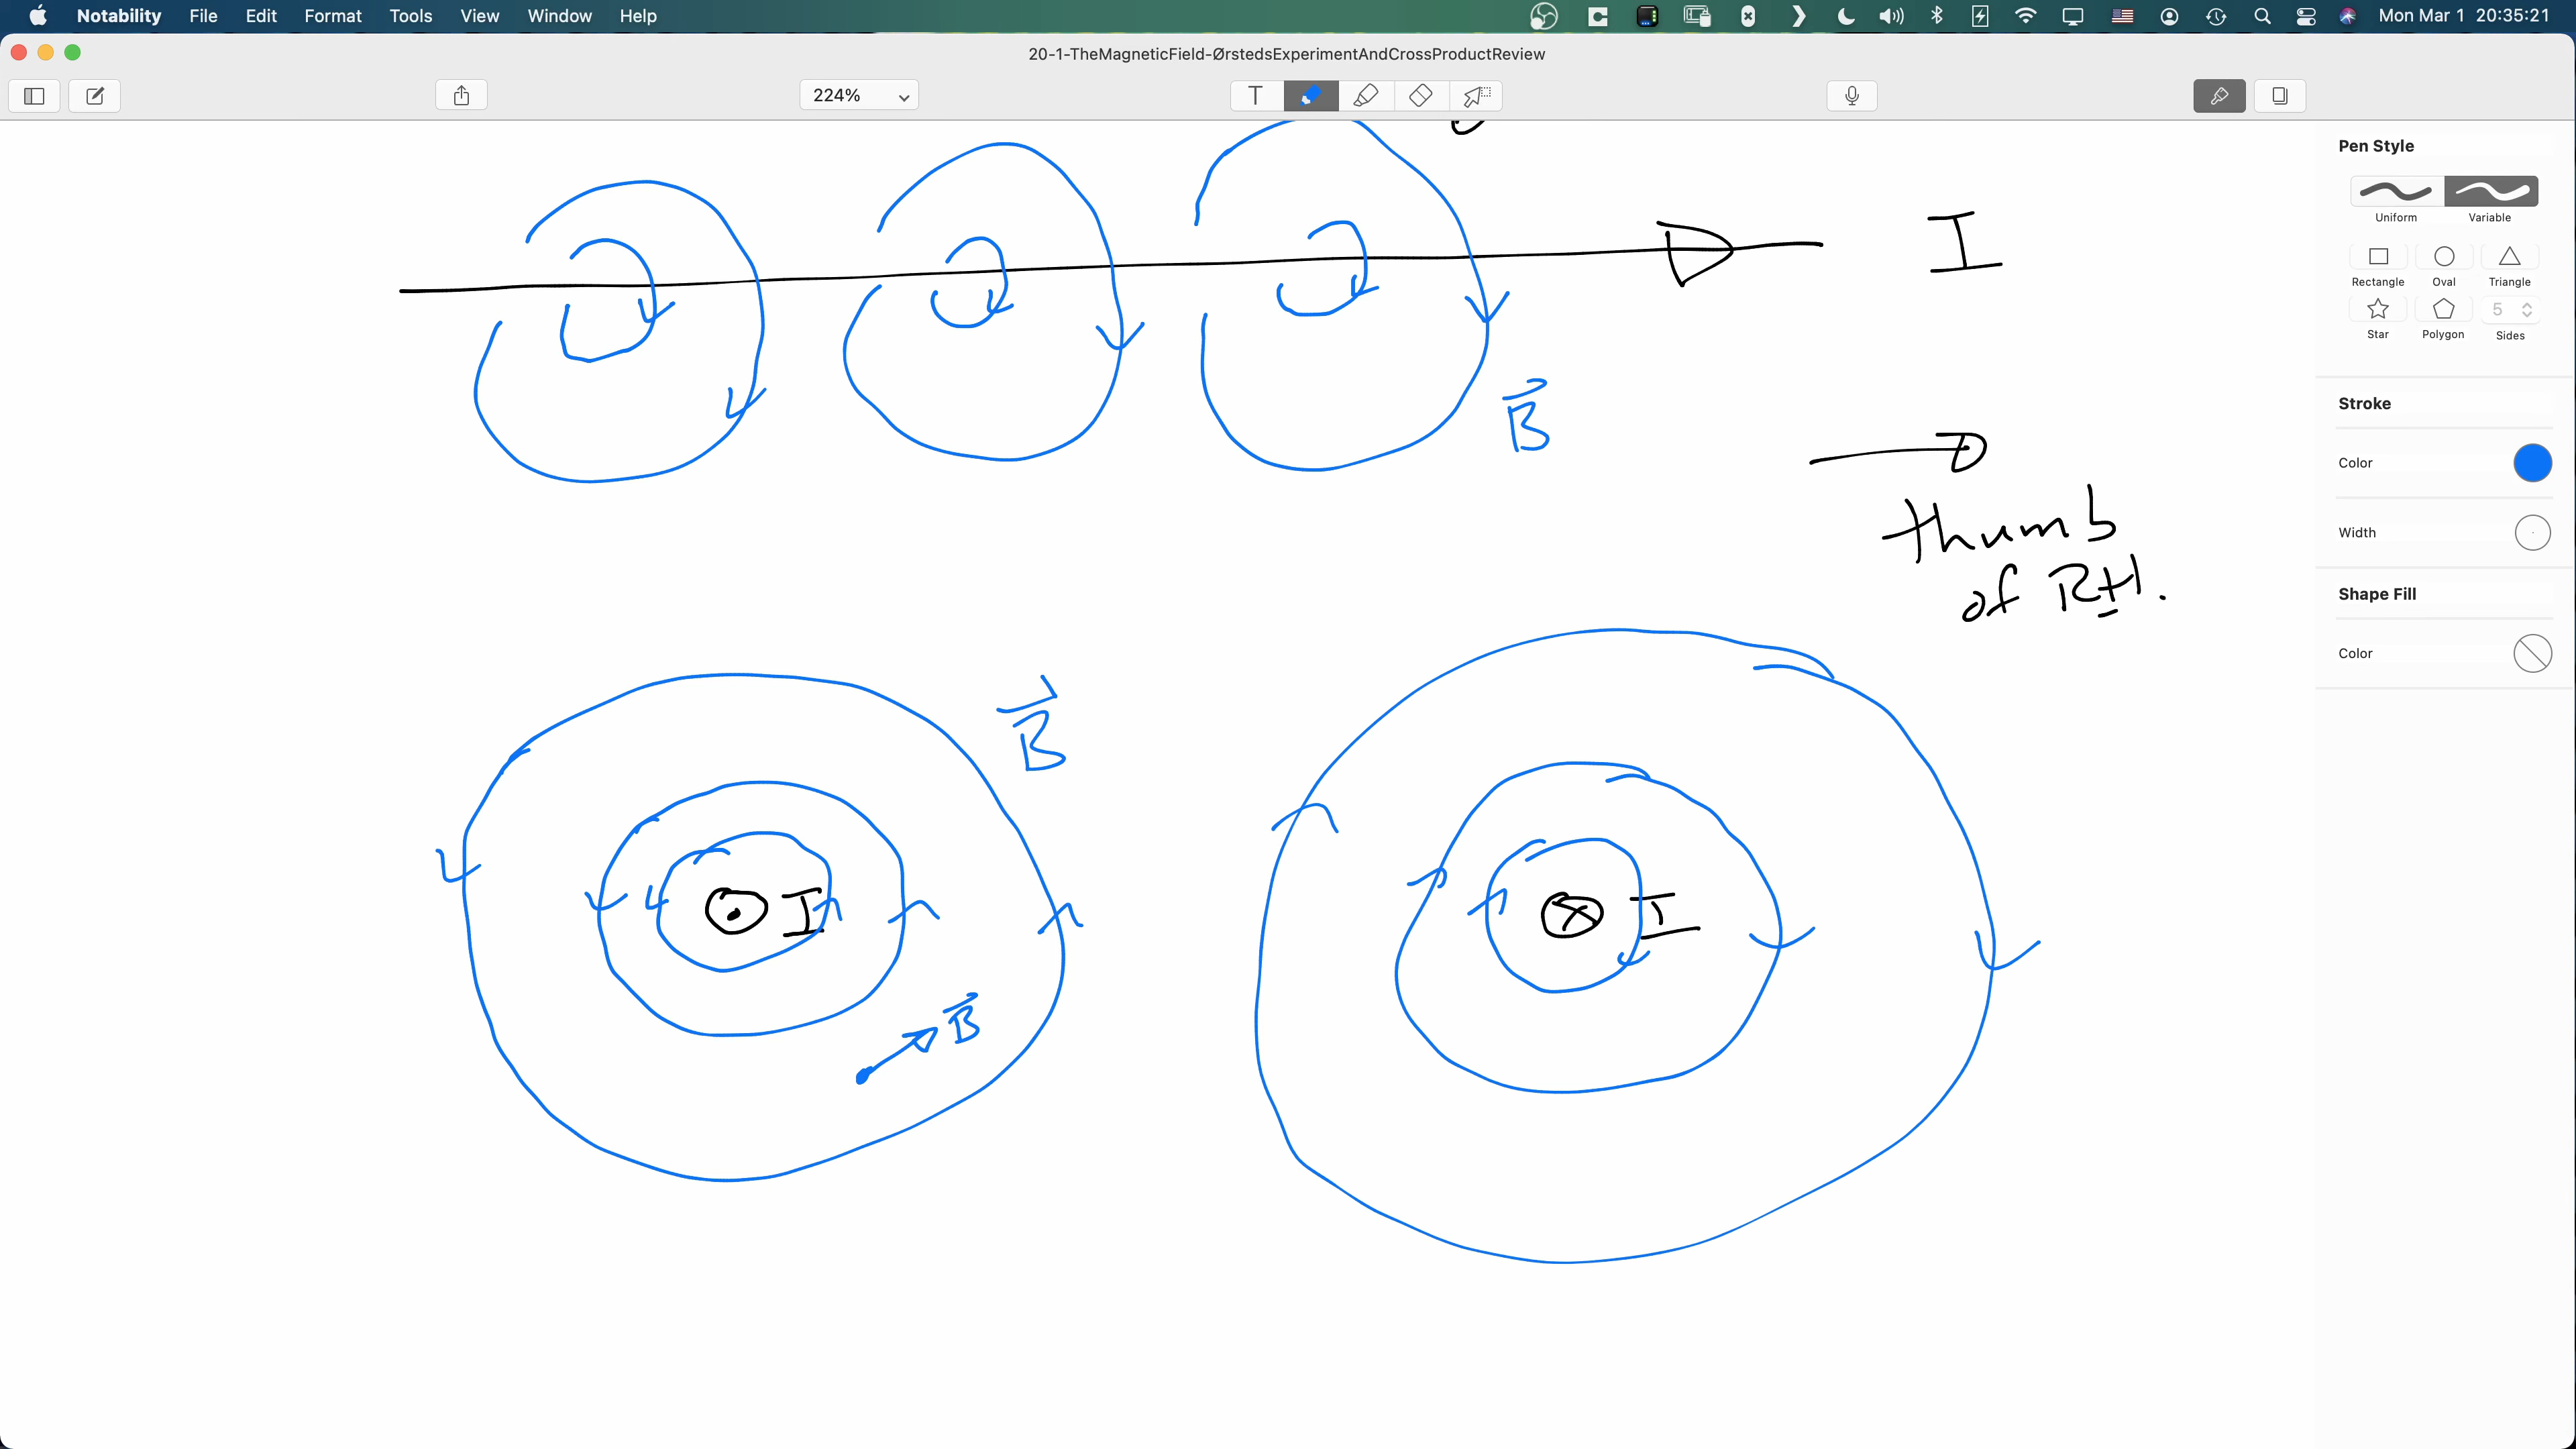 Notability File Edit Format Tools View Window Help Mon Mar 1 20:35:21
20-1-TheMagneticField-ØrstedsExperimentAndCrossProductReview
224% T
Pen Style
Uniform Variable
Rectangle Oval Triangle
5
Star Polygon Sides
Stroke
Color
Width
Shape Fill
Color
I
B
thumb
of RH.
B
I
B
I